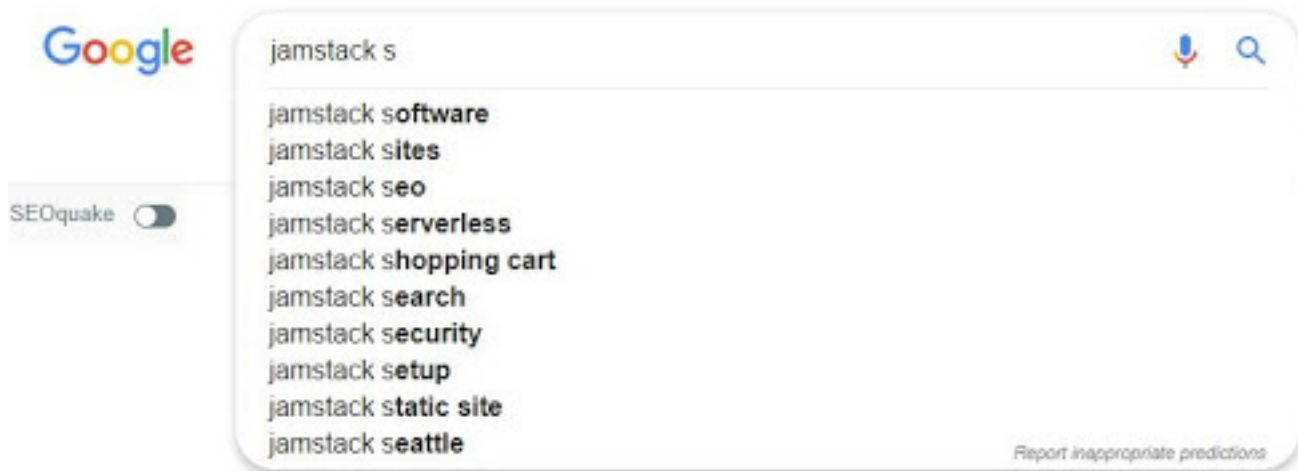 Google
jamstack s
jamstack software
jamstack sites
jamstack seo
SEOquake
jamstack serverless
jamstack shopping cart
jamstack search
jamstack security
jamstack setup
jamstack static site
jamstack seattle
Report inappropriate predictions